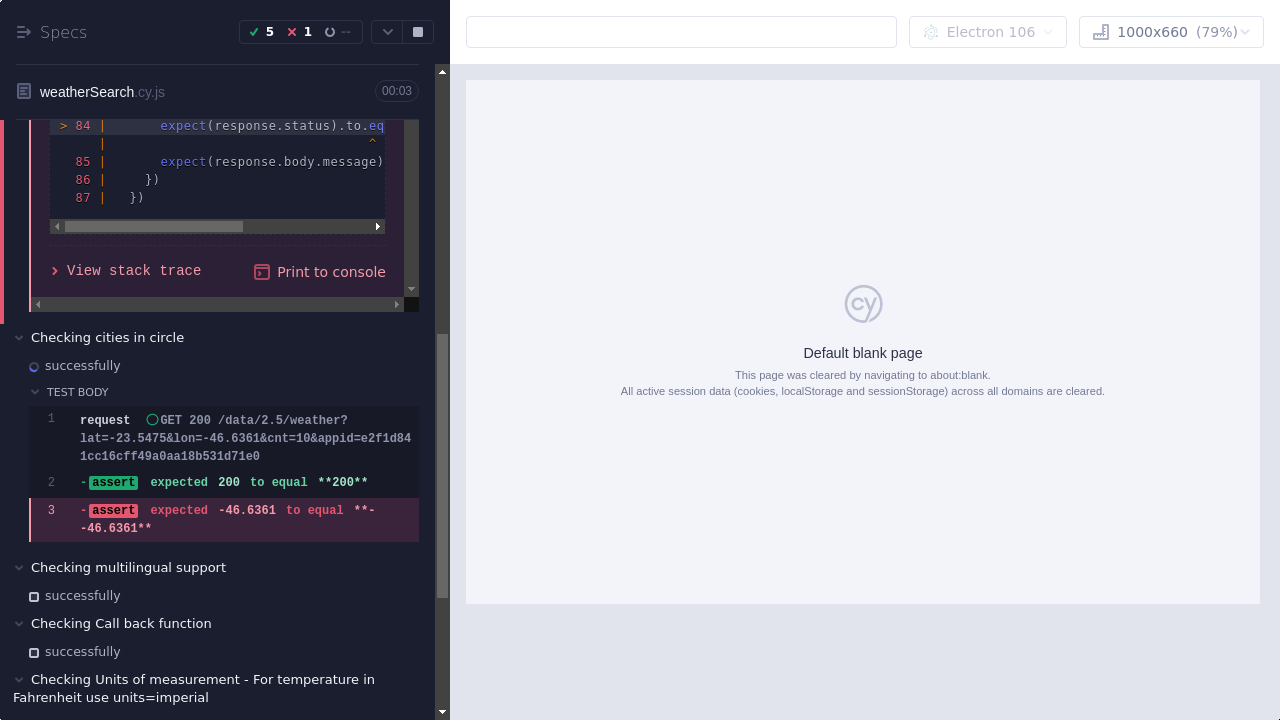 Specs
5
1
--
weatherSearch.cy.js
00:03
> 84 |       expect(response.status).to.eq
|                                  ^
85 |       expect(response.body.message)
86 |     })
87 |   })
View stack trace
Print to console
Checking cities in circle
successfully
TEST BODY
1
request GET 200 /data/2.5/weather?
lat=-23.5475&lon=-46.6361&cnt=10&appid=e2f1d84
1cc16cff49a0aa18b531d71e0
2
-assert expected 200 to equal **200**
3
-assert expected -46.6361 to equal **-
-46.6361**
Checking multilingual support
successfully
Checking Call back function
successfully
Checking Units of measurement - For temperature in
Fahrenheit use units=imperial
Electron 106
1000x660 (79%)
cy
Default blank page
This page was cleared by navigating to about:blank.
All active session data (cookies, localStorage and sessionStorage) across all domains are cleared.